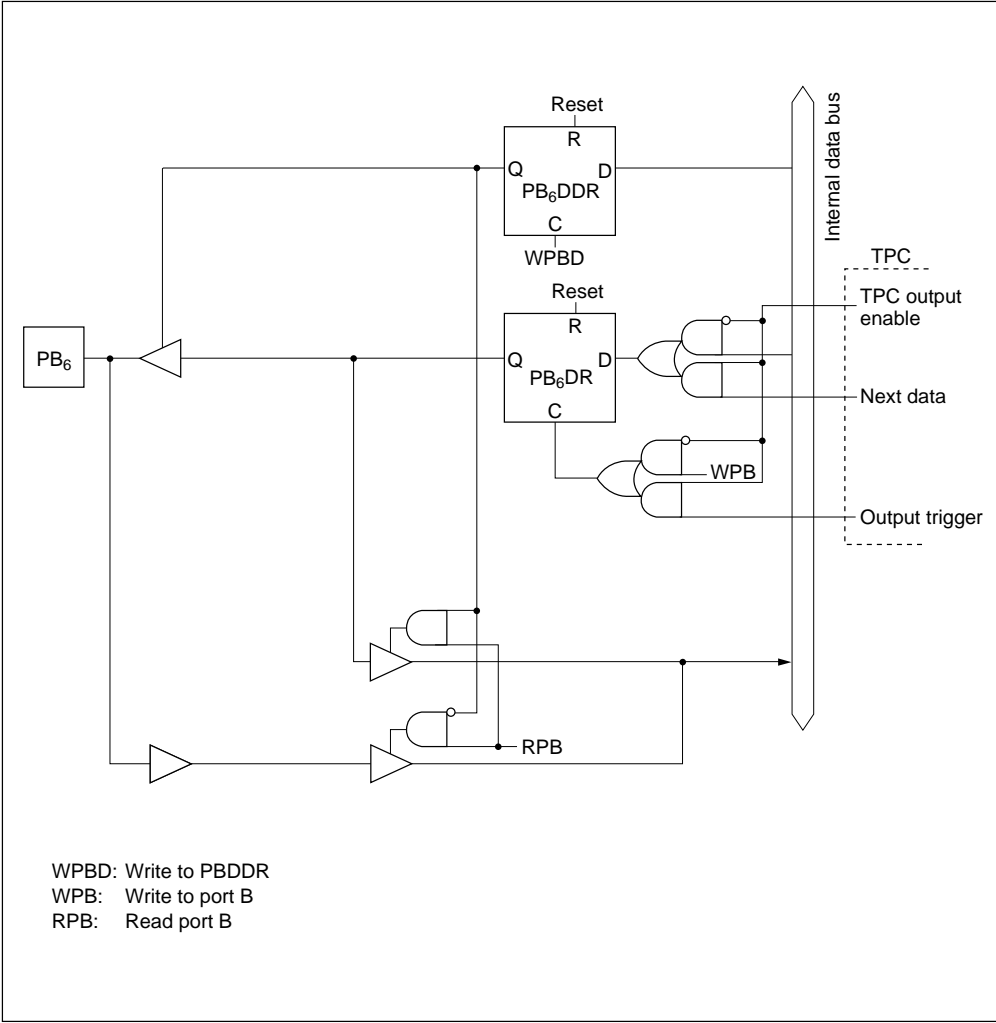 Reset
R
Q
D
PB6DDR
C
WPBD
Internal data bus
TPC
TPC output
enable
Reset
R
Q
D
PB6DR
C
PB6
Next data
WPB
Output trigger
RPB
WPBD: Write to PBDDR
WPB: Write to port B
RPB: Read port B